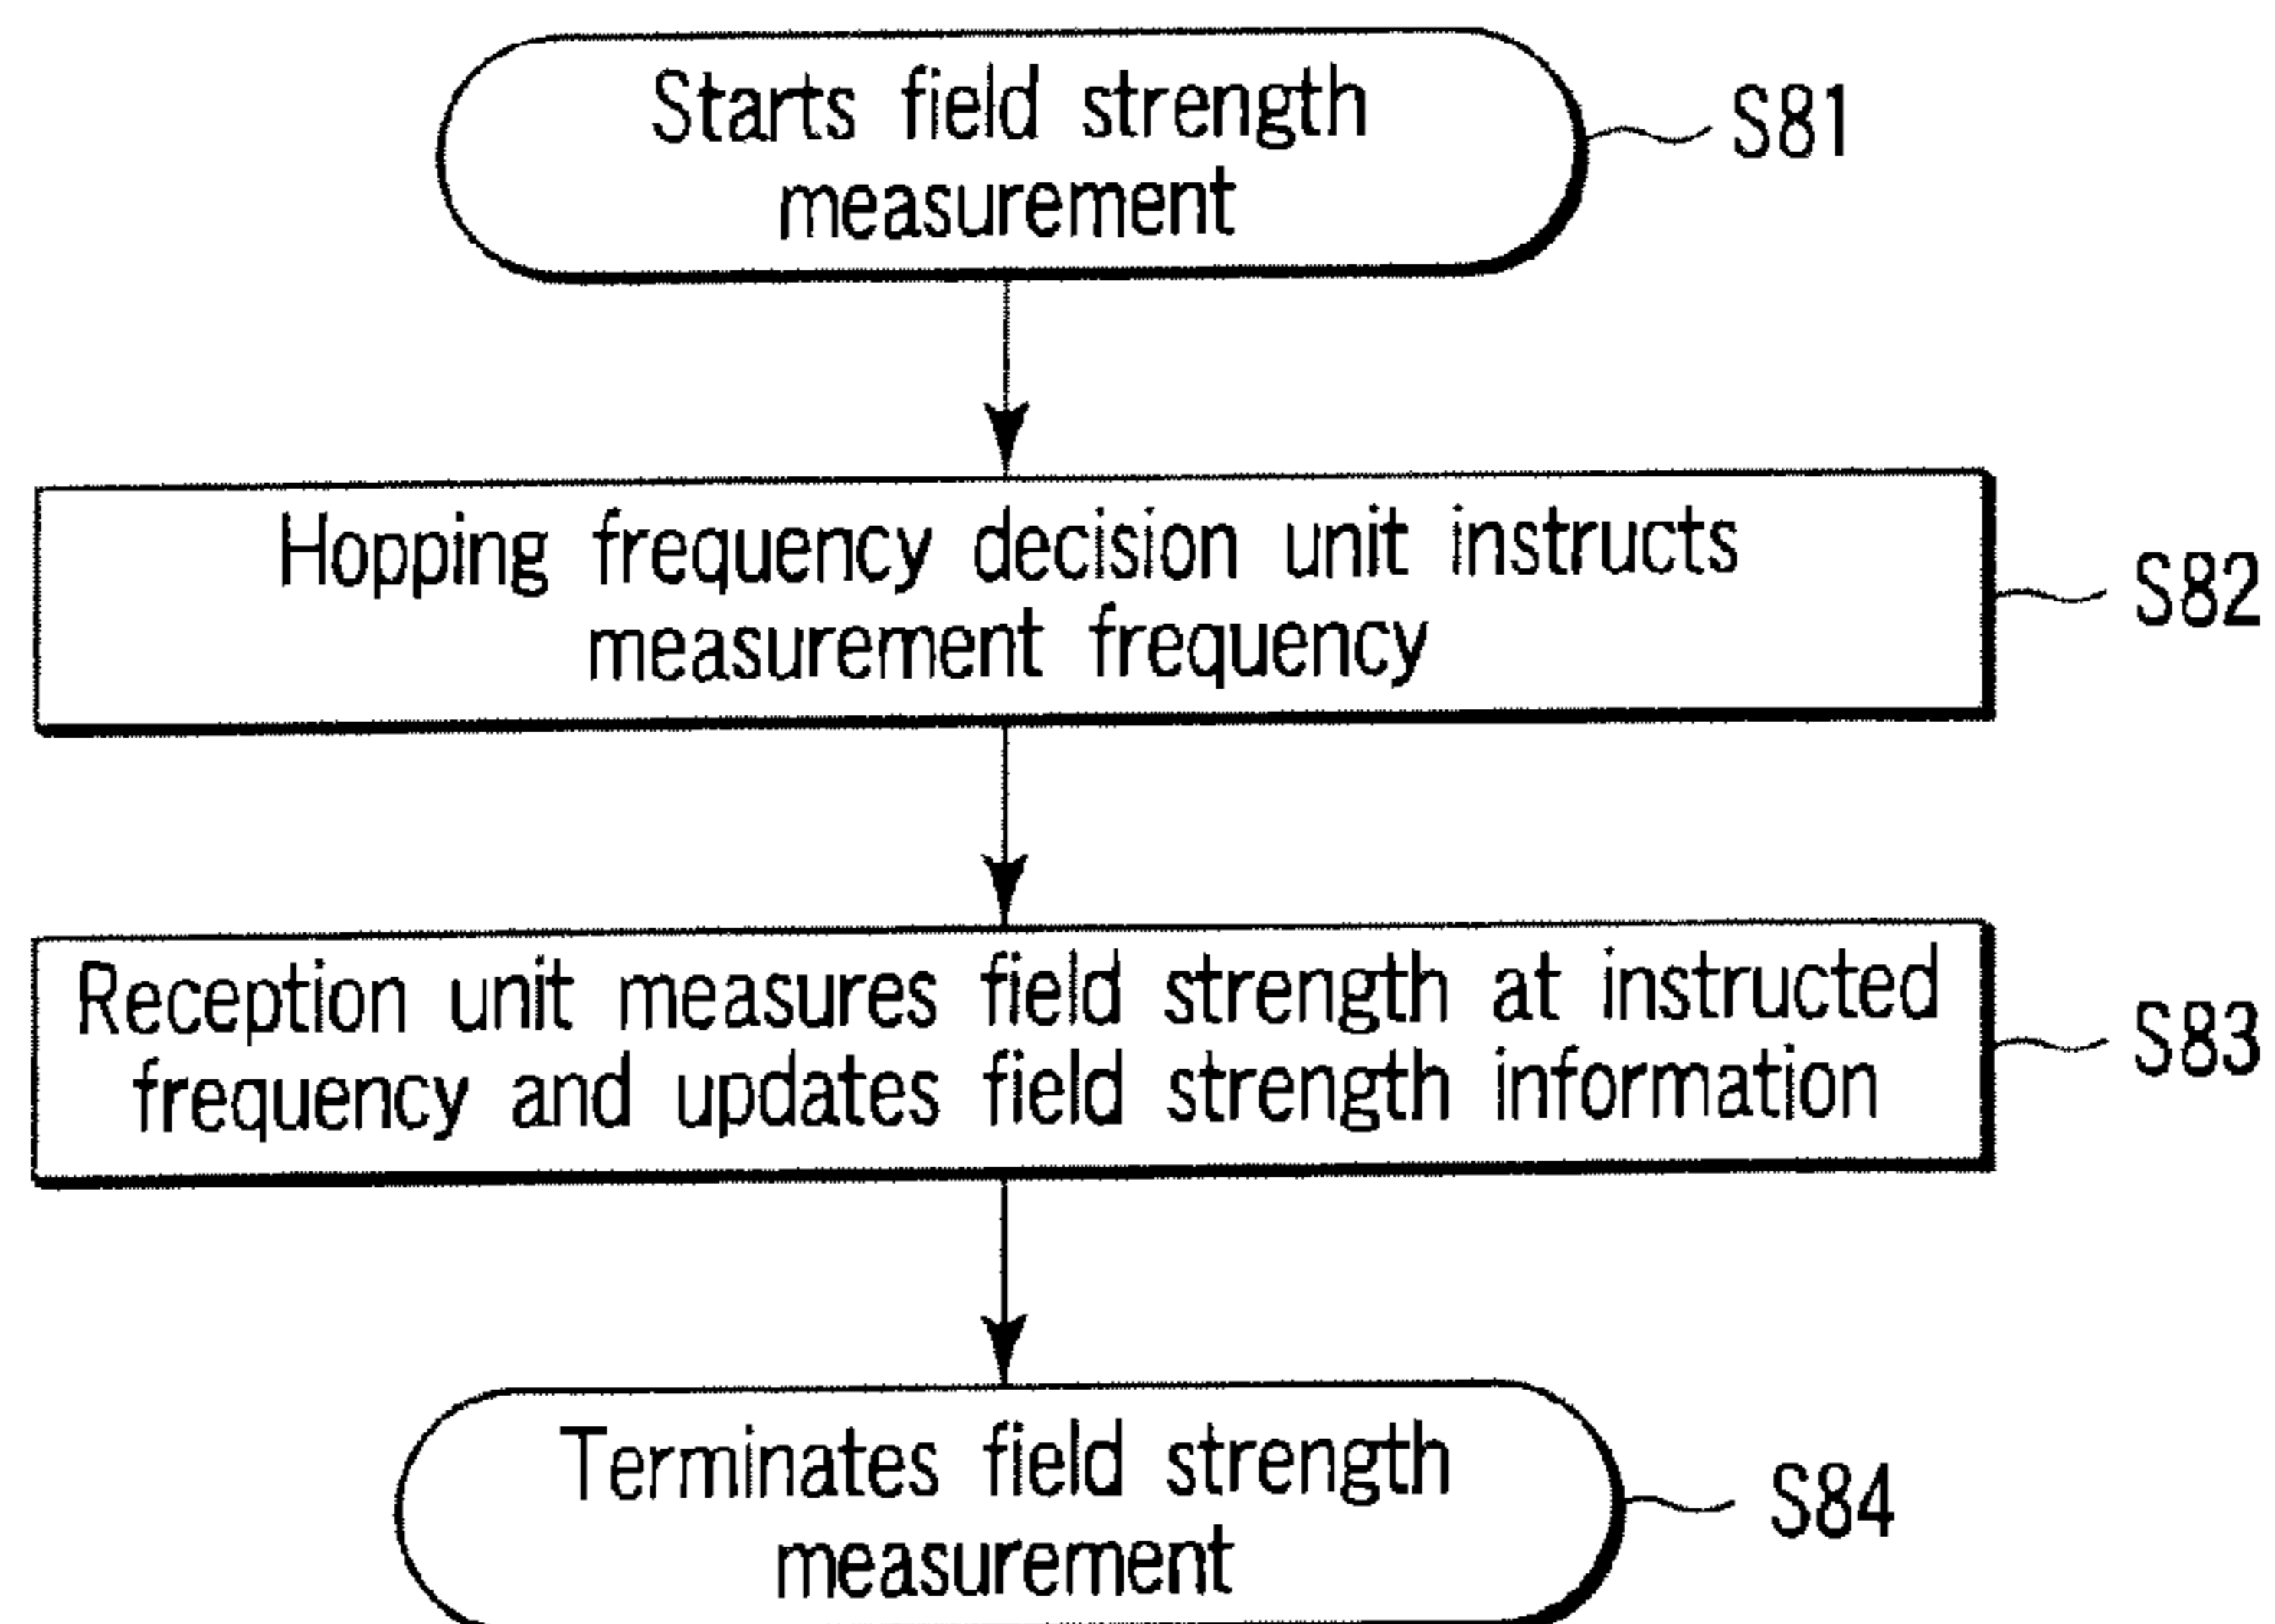 Starts field strength
measurement
S81
Hopping frequency decision unit instructs
measurement frequency
S82
Reception unit measures field strength at instructed
frequency and updates field strength information
S83
Terminates field strength
measurement
S84